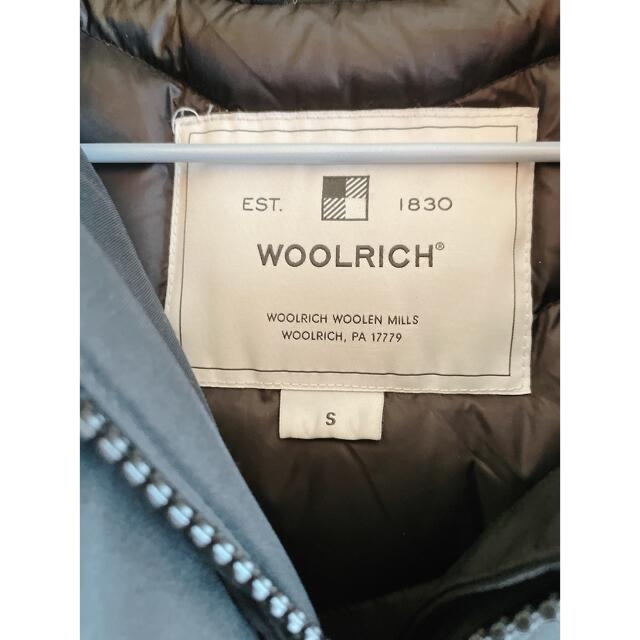 EST. 1830
WOOLRICH®
WOOLRICH WOOLEN MILLS
WOOLRICH, PA 17779
S